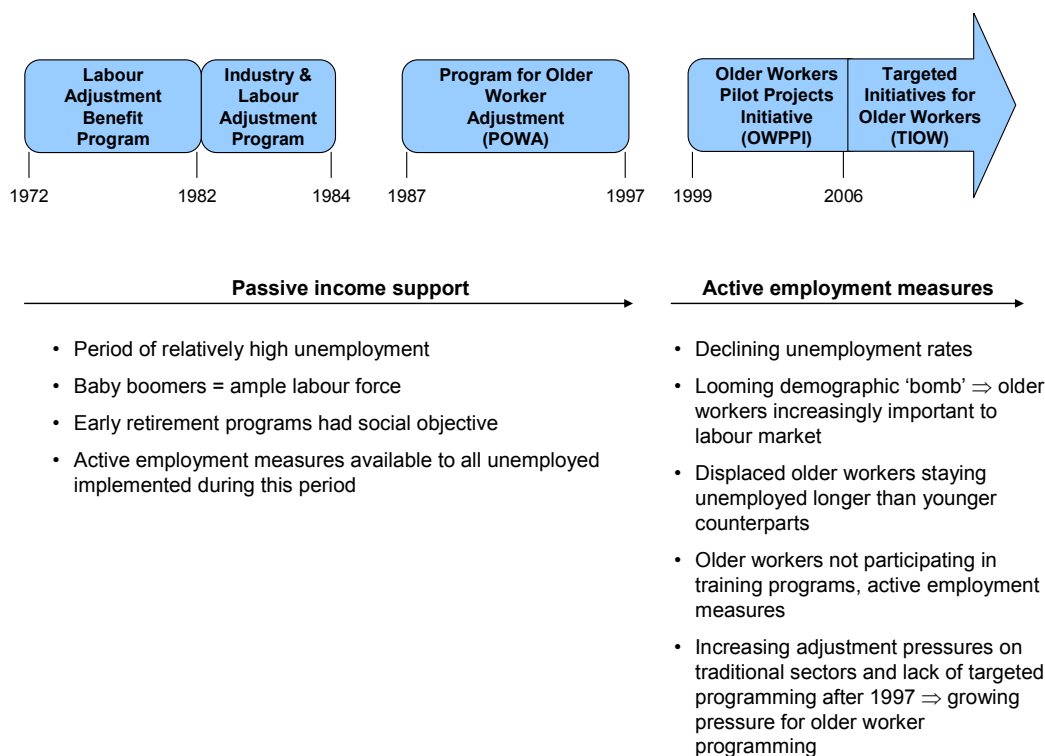 Labour
Adjustment
Benefit
Program
Industry &
Labour
Adjustment
Program
Program for Older
Worker
Adjustment
(POWA)
Older Workers
Pilot Projects
Initiative
(OWPPI)
Targeted
Initiatives for
Older Workers
(TIOW)
1972
1982
1984
1987
1997
1999
2006
Passive income support
• Period of relatively high unemployment
• Baby boomers = ample labour force
• Early retirement programs had social objective
• Active employment measures available to all unemployed
implemented during this period
Active employment measures
• Declining unemployment rates
• Looming demographic ‘bomb’ ⇒ older
workers increasingly important to
labour market
• Displaced older workers staying
unemployed longer than younger
counterparts
• Older workers not participating in
training programs, active employment
measures
• Increasing adjustment pressures on
traditional sectors and lack of targeted
programming after 1997 ⇒ growing
pressure for older worker
programming